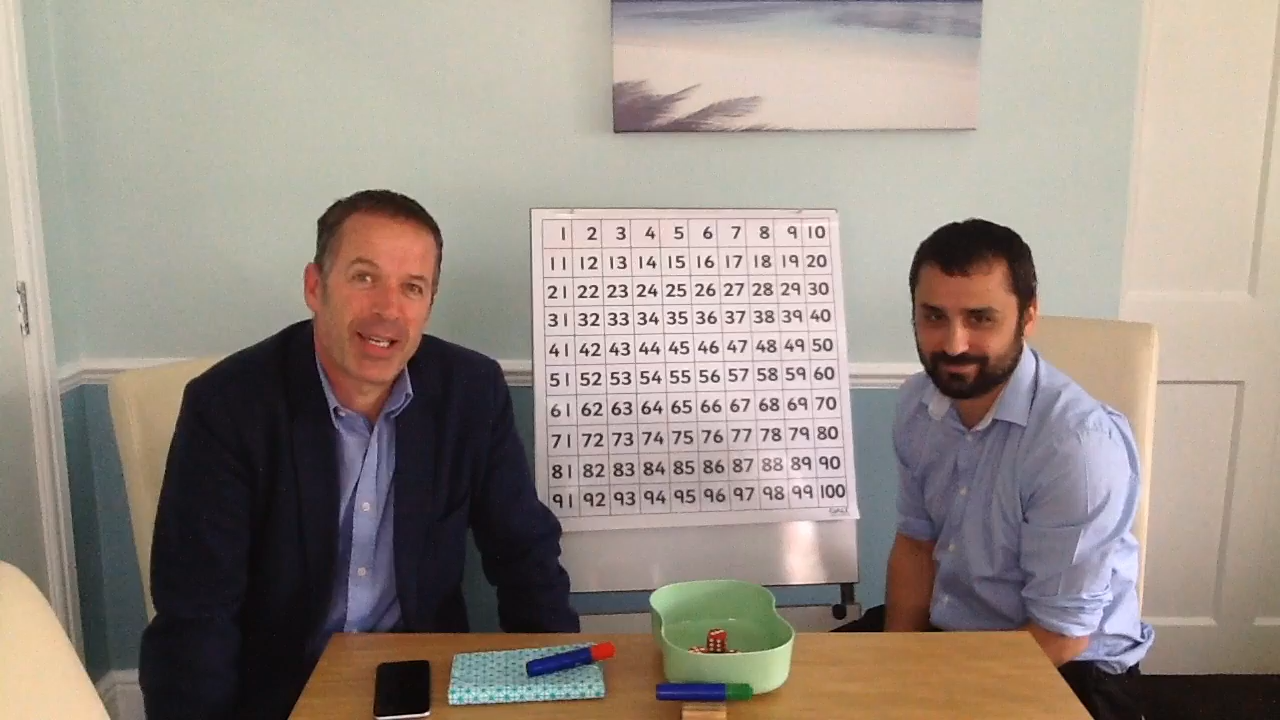 1 2 3 4 5 6 7 8 9 10
11 12 13 14 15 16 17 18 19 20
21 22 23 24 25 26 27 28 29 30
31 32 33 34 35 36 37 38 39 40
41 42 43 44 45 46 47 48 49 50
51 52 53 54 55 56 57 58 59 60
61 62 63 64 65 66 67 68 69 70
71 72 73 74 75 76 77 78 79 80
81 82 83 84 85 86 87 88 89 90
91 92 93 94 95 96 97 98 99 100